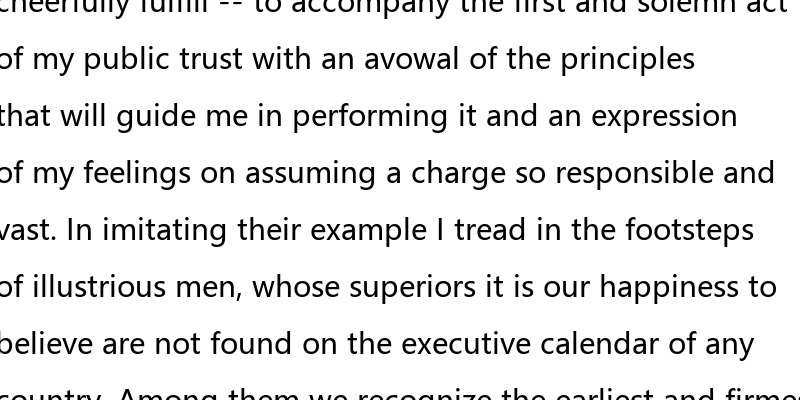 cheerfully fulfill -- to accompany the first and solemn act
of my public trust with an avowal of the principles
that will guide me in performing it and an expression
of my feelings on assuming a charge so responsible and
vast. In imitating their example I tread in the footsteps
of illustrious men, whose superiors it is our happiness to
believe are not found on the executive calendar of any
country. Among them we recognize the earliest and